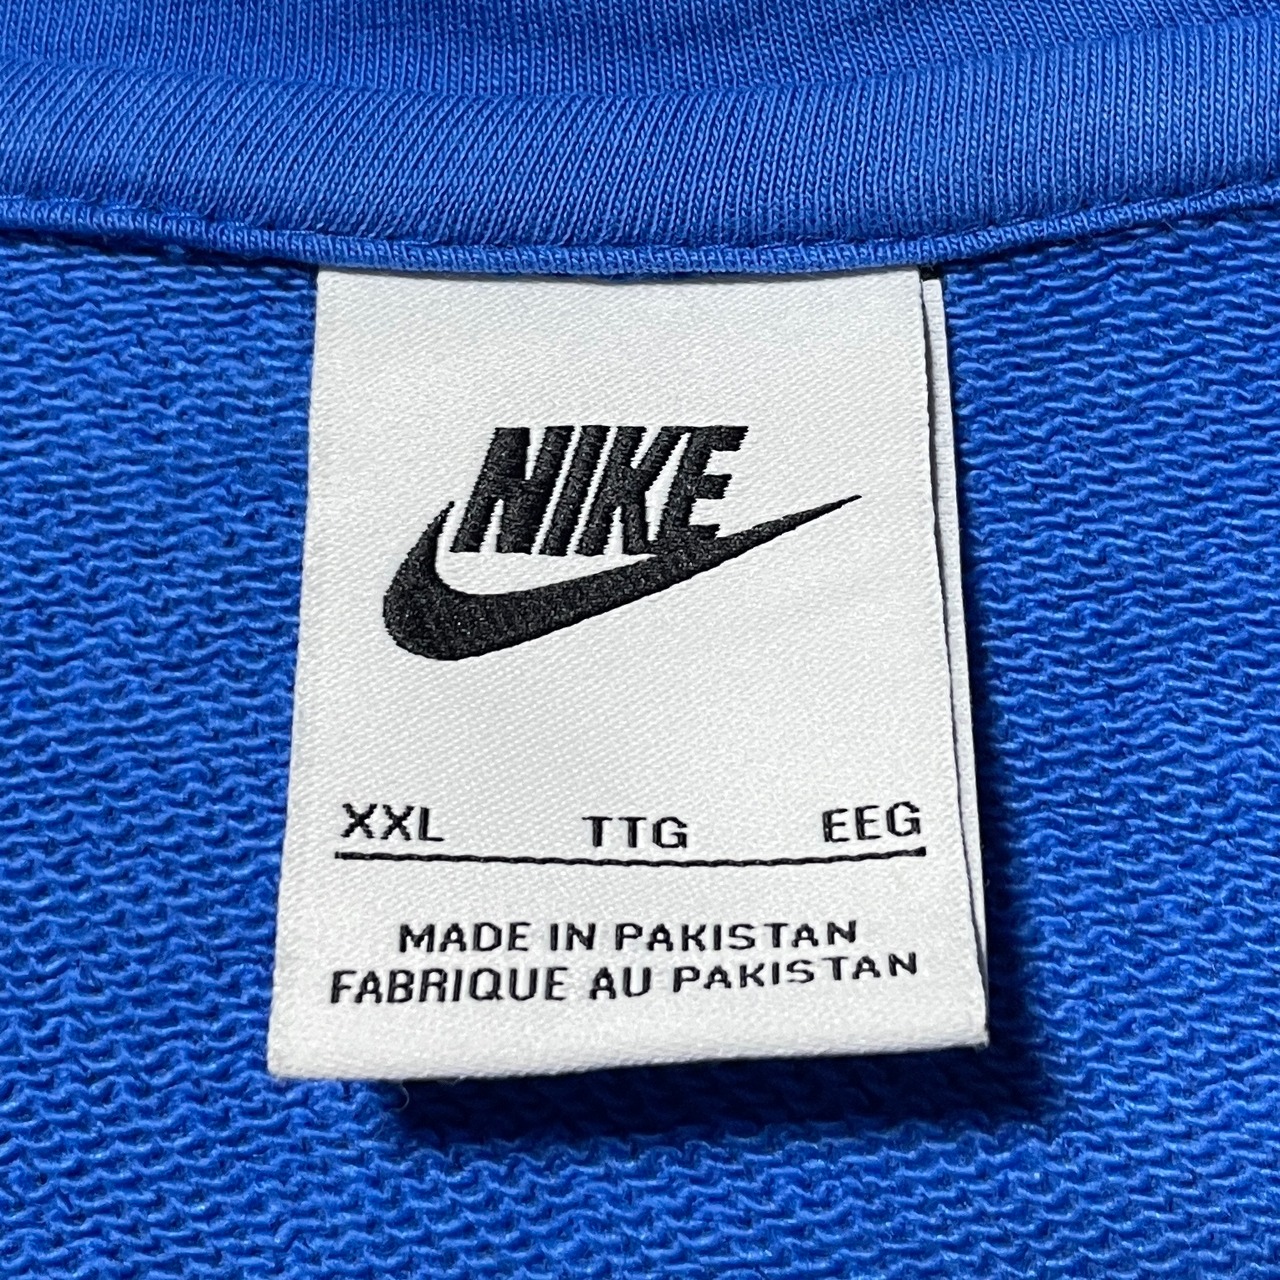 NIKE
XXL TTG EEG
MADE IN PAKISTAN
FABRIQUE AU PAKISTAN